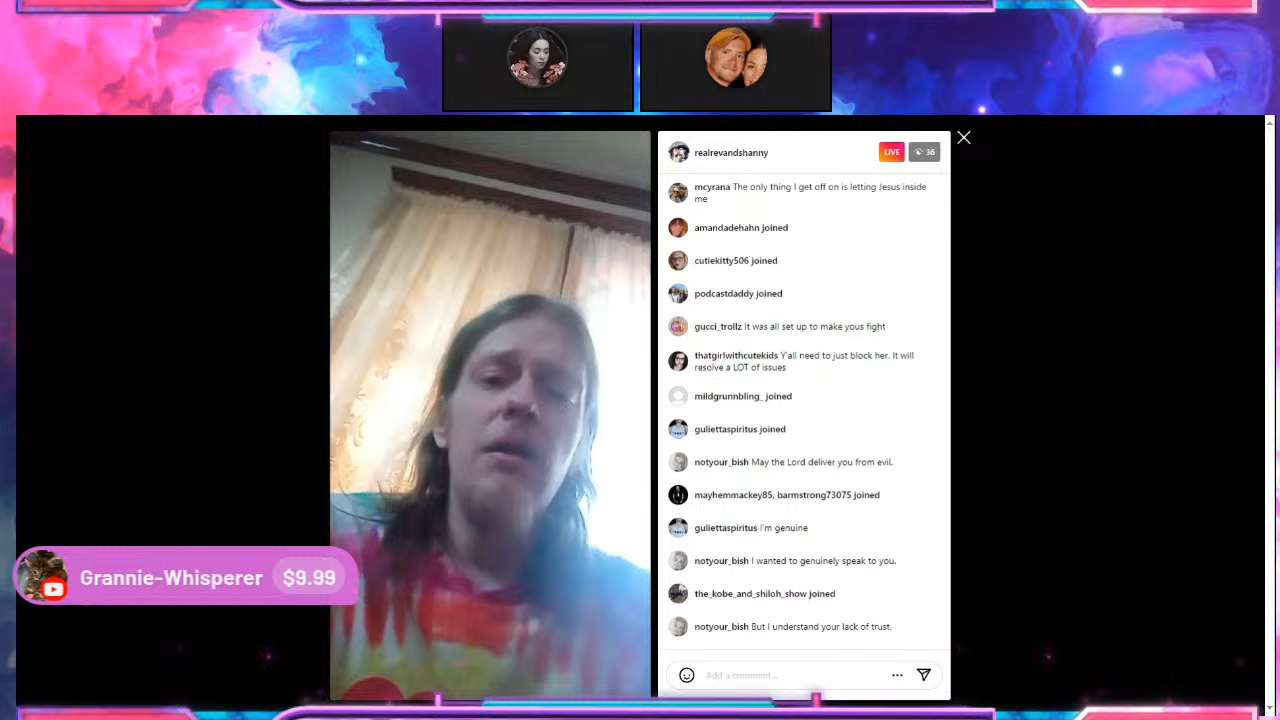 realrevandshanny
LIVE
36
mcyrana The only thing I get off on is letting Jesus inside
me
amandadehahn joined
cutiekitty506 joined
podcastdaddy joined
gucci_trollz It was all set up to make yous fight
thatgirlwithcutekids Y'all need to just block her. It will
resolve a LOT of issues
mildgrunnbling_ joined
guliettaspiritus joined
notyour_bish May the Lord deliver you from evil.
mayhemmackey85, barmstrong73075 joined
guliettaspiritus I'm genuine
notyour_bish I wanted to genuinely speak to you.
Grannie-Whisperer $9.99
the_kobe_and_shiloh_show joined
notyour_bish But I understand your lack of trust.
Add a comment...